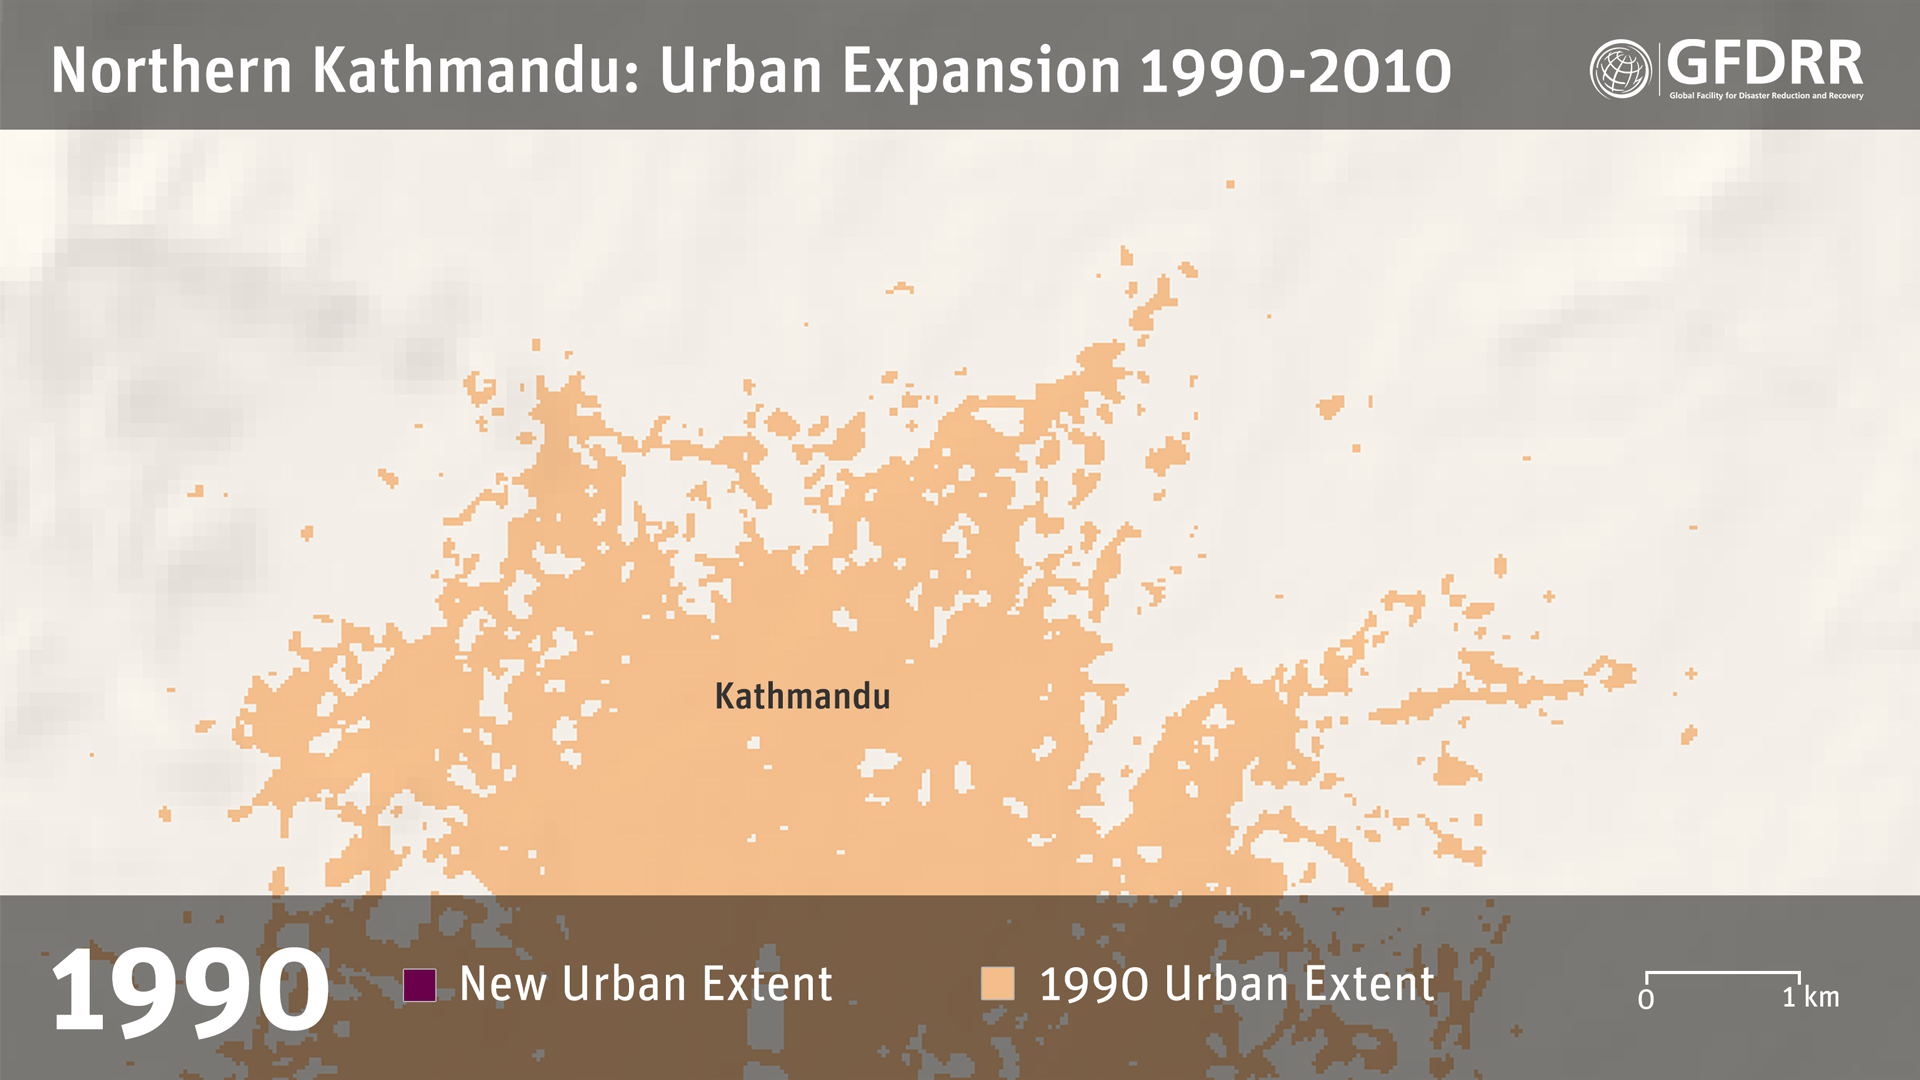 Northern Kathmandu: Urban Expansion 1990-2010
GFDRR
Global Facility for Disaster Reduction and Recovery
Kathmandu
1990
New Urban Extent
1990 Urban Extent
0 1 km